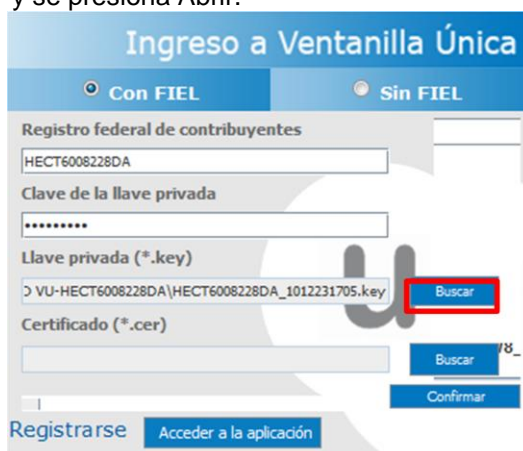 y se presiona Abrir.
Ingreso a Ventanilla Única
Con FIEL
Sin FIEL
Registro federal de contribuyentes
HECT6008228DA
Clave de la llave privada
•••••••••
Llave privada (*.key)
VU-HECT6008228DA\HECT6008228DA_1012231705.key
Buscar
Certificado (*.cer)
Buscar
Confirmar
Registrarse
Acceder a la aplicación